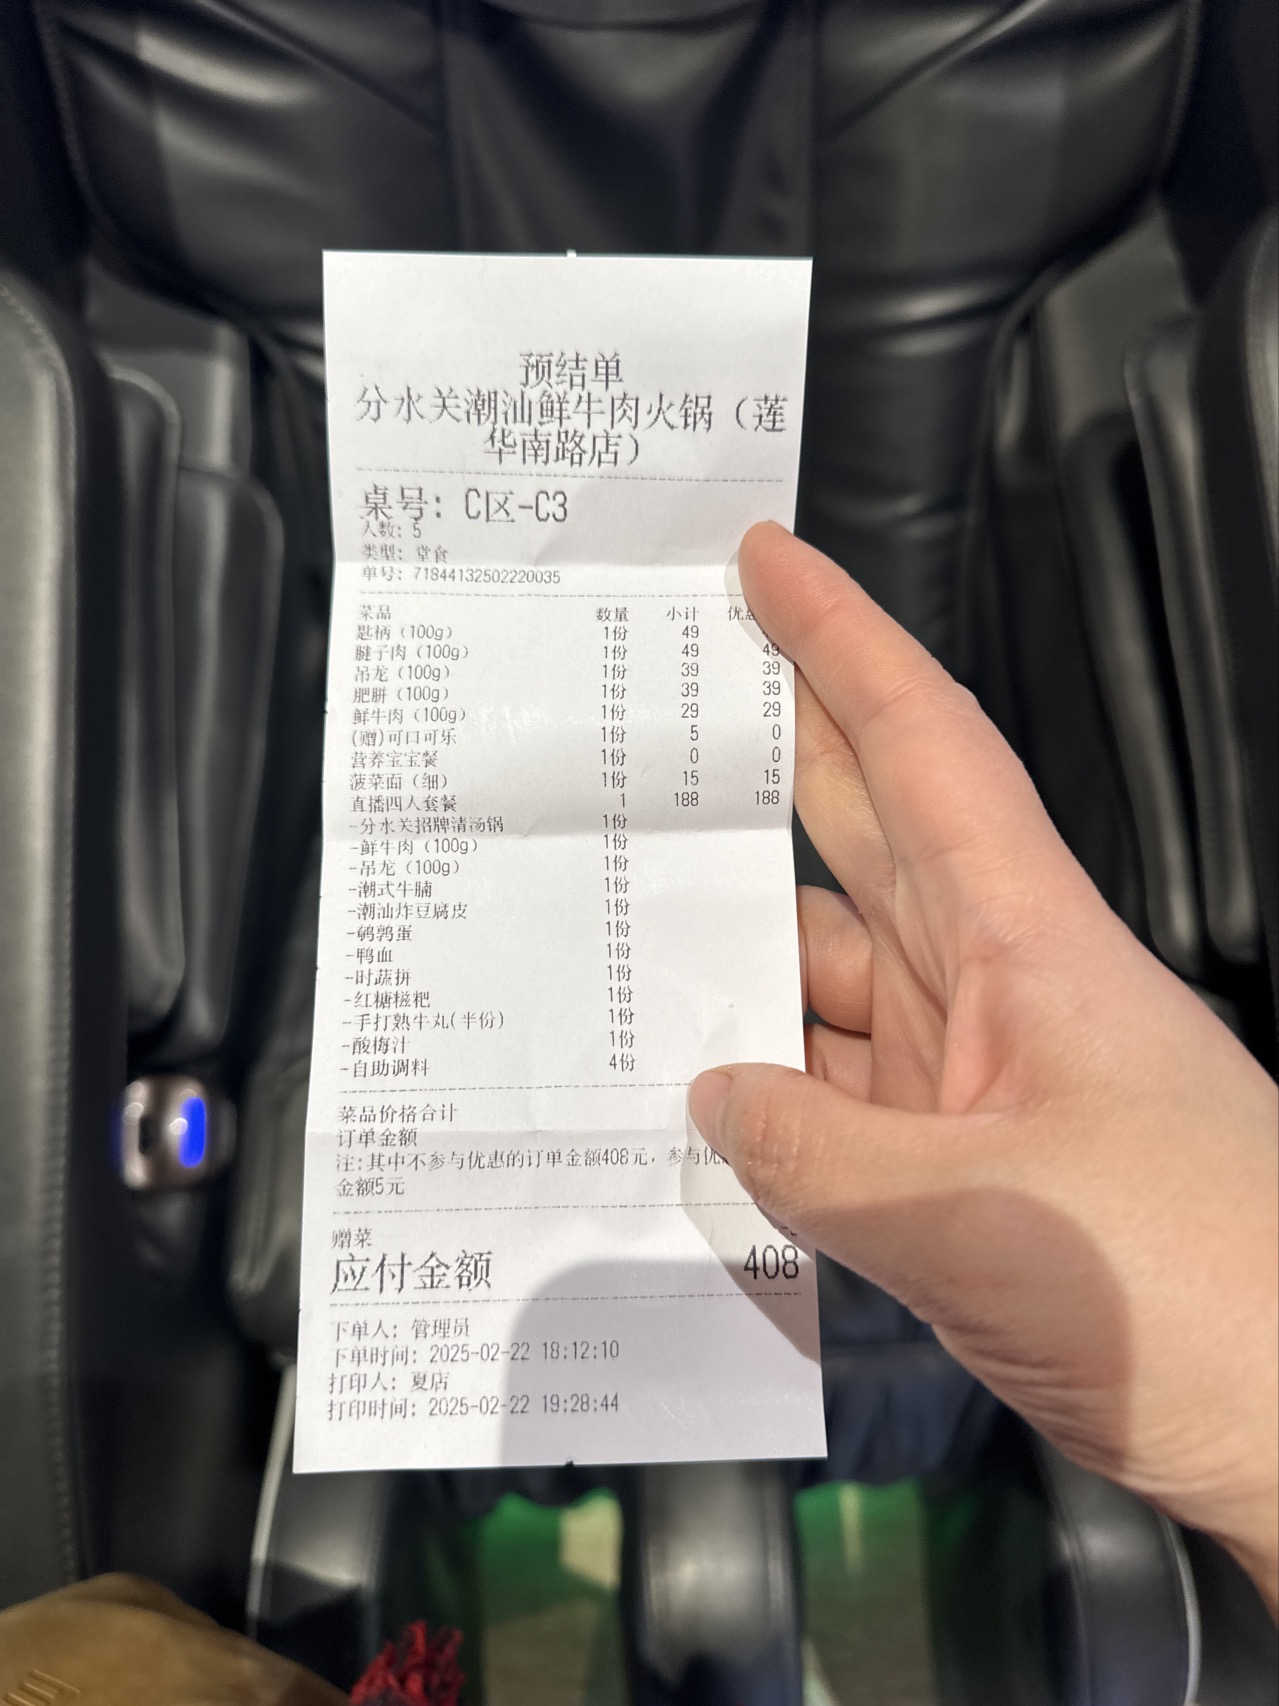 预结单
分水关潮汕鲜牛肉火锅（莲
华南路店）
桌号：C区-C3
人数：5
类型：堂食
单号：71844132502220035
菜品 数量 小计 优
匙柄（100g） 1份 49
腱子肉（100g） 1份 49 49
吊龙（100g） 1份 39 39
肥胼（100g） 1份 39 39
鲜牛肉（100g） 1份 29 29
(赠)可口可乐 1份 5 0
营养宝宝餐 1份 0 0
菠菜面（细） 1份 15 15
直播四人套餐 1 188 188
-分水关招牌清汤锅 1份
-鲜牛肉（100g） 1份
-吊龙（100g） 1份
-潮式牛腩 1份
-潮汕炸豆腐皮 1份
-鹌鹑蛋 1份
-鸭血 1份
-时蔬拼 1份
-红糖糍粑 1份
-手打熟牛丸(半份) 1份
-酸梅汁 1份
-自助调料 4份
菜品价格合计
订单金额
注:其中不参与优惠的订单金额408元，参与优
金额5元
赠菜
应付金额 408
下单人：管理员
下单时间：2025-02-22 18:12:10
打印人：夏店
打印时间：2025-02-22 19:28:44